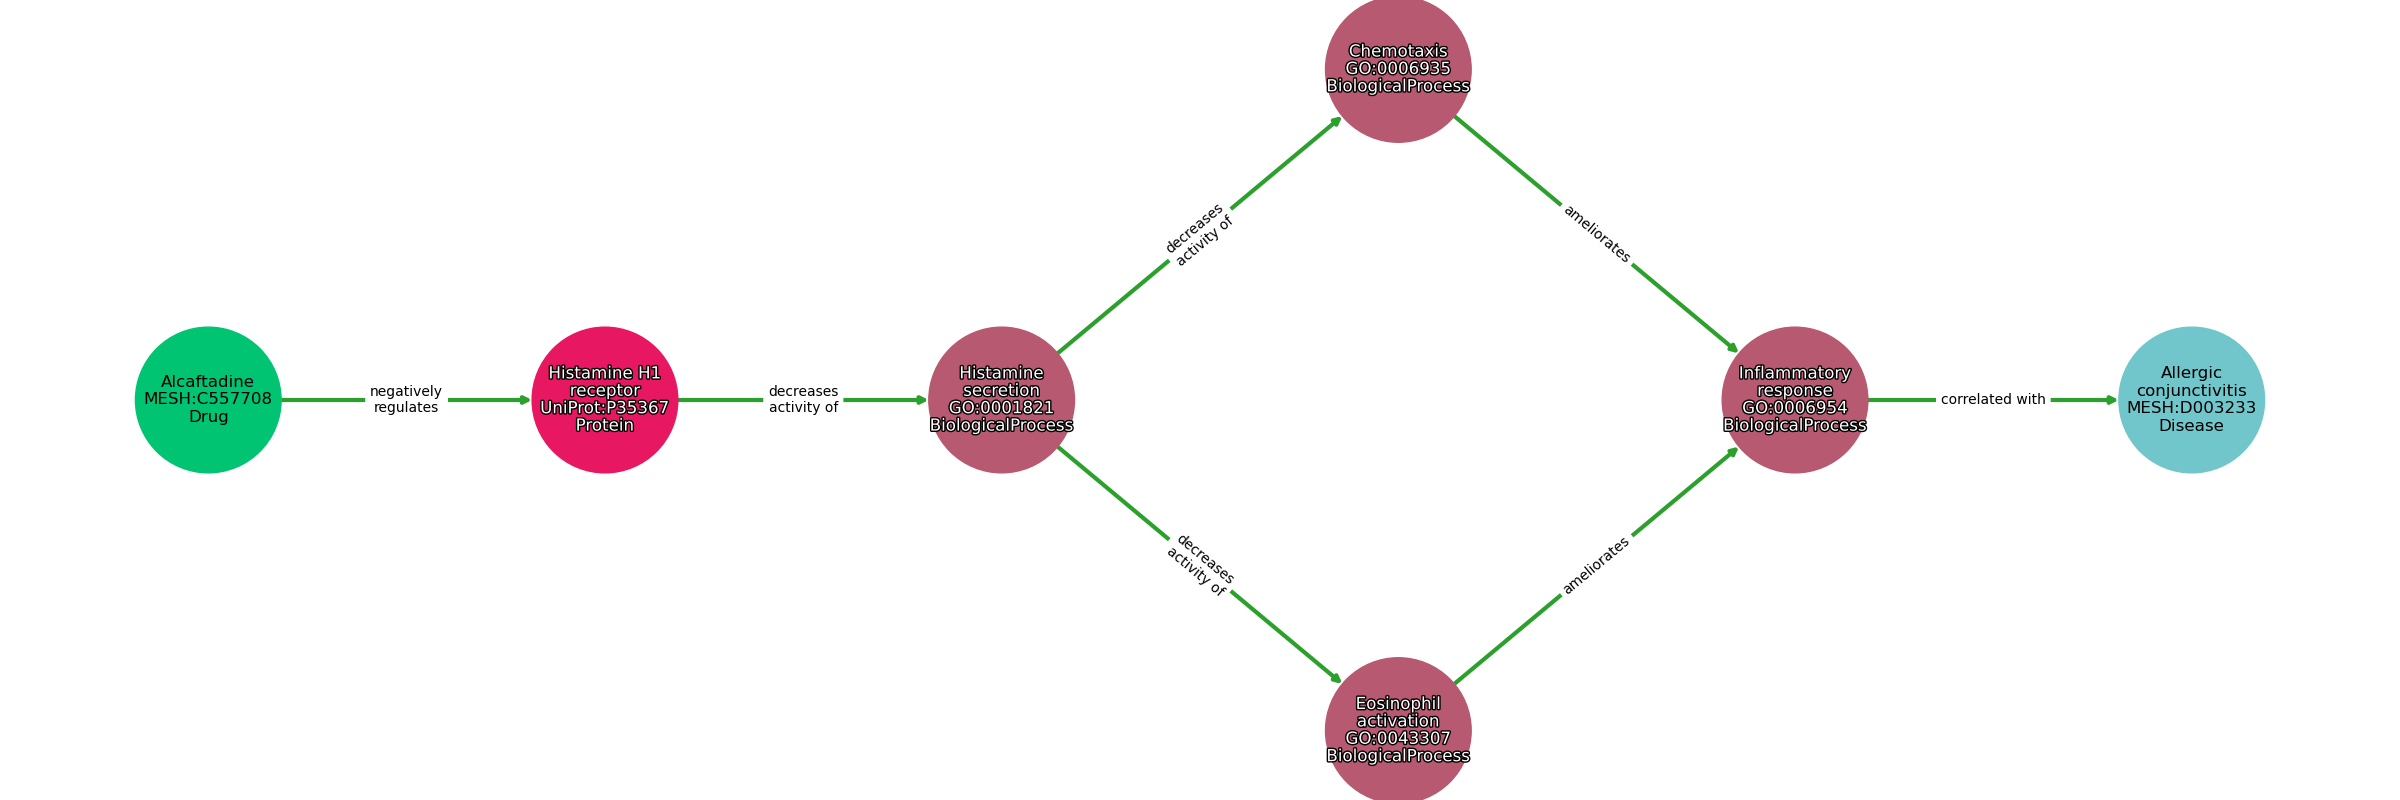 Chemotaxis
GO:0006935
BiologicalProcess
decreases
activity of
ameliorates
Alcaftadine
MESH:C557708
Drug
negatively
regulates
Histamine H1
receptor
UniProt:P35367
Protein
decreases
activity of
Histamine
secretion
GO:0001821
BiologicalProcess
Inflammatory
response
GO:0006954
BiologicalProcess
correlated with
Allergic
conjunctivitis
MESH:D003233
Disease
decreases
activity of
ameliorates
Eosinophil
activation
GO:0043307
BiologicalProcess